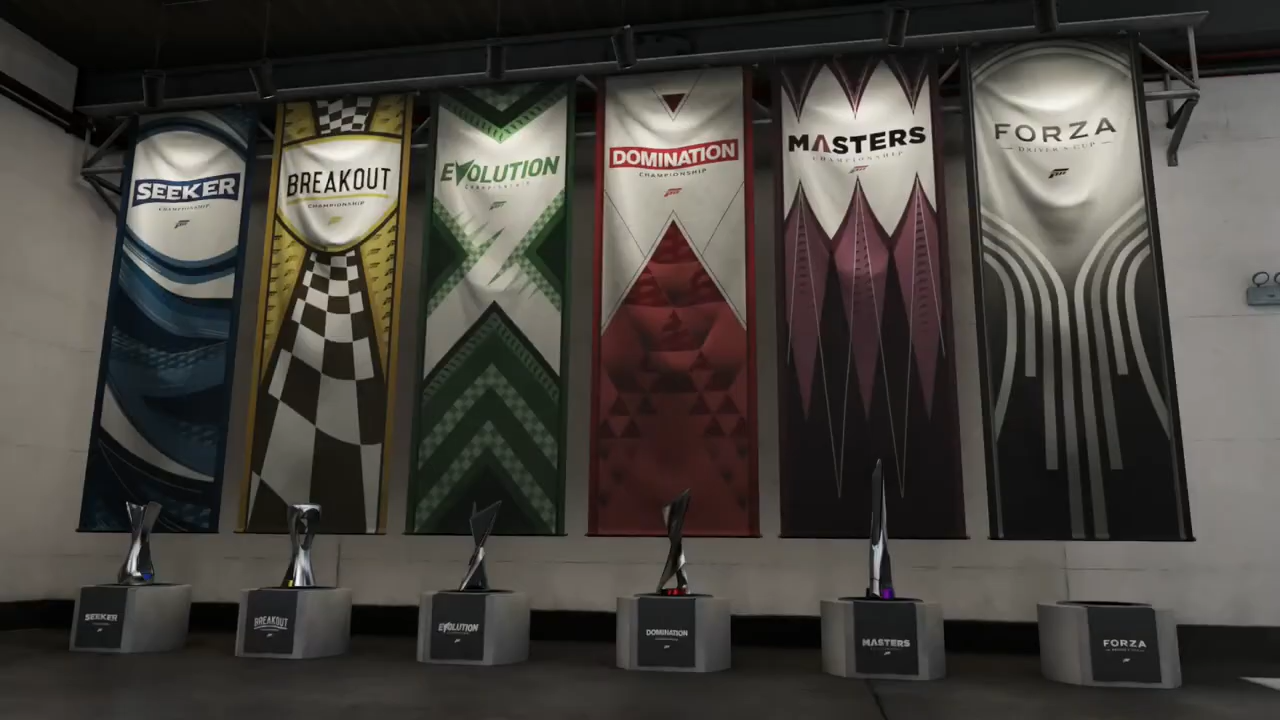 SEEKER
CHAMPIONSHIP
BREAKOUT
CHAMPIONSHIP
EVOLUTION
CHAMPIONSHIP
DOMINATION
CHAMPIONSHIP
MASTERS
CHAMPIONSHIP
FORZA
DRIVER'S CUP
SEEKER
BREAKOUT
EVOLUTION
DOMINATION
MASTERS
FORZA